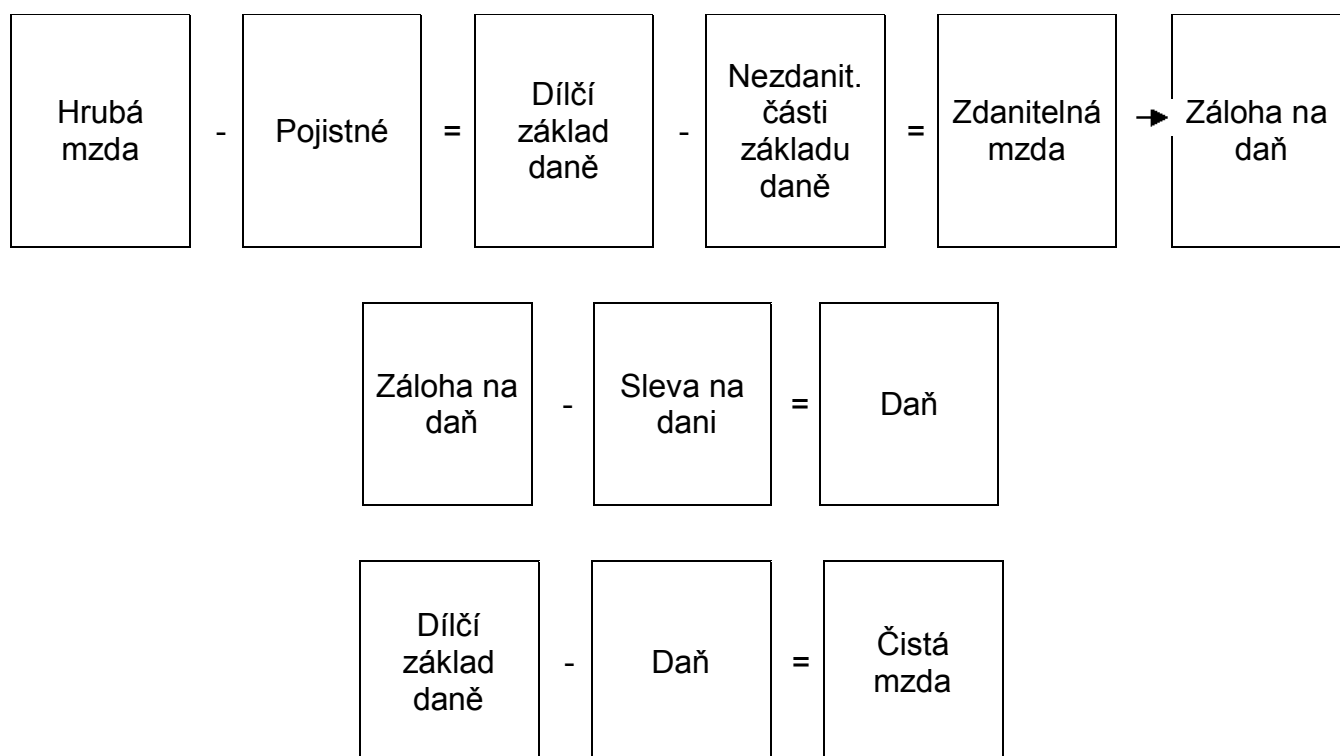 Hrubá
mzda
-
Pojistné
=
Dílčí
základ
daně
-
Nezdanit.
části
základu
daně
=
Zdanitelná
mzda
Záloha na
daň
Záloha na
daň
-
Sleva na
dani
=
Daň
Dílčí
základ
daně
-
Daň
=
Čistá
mzda